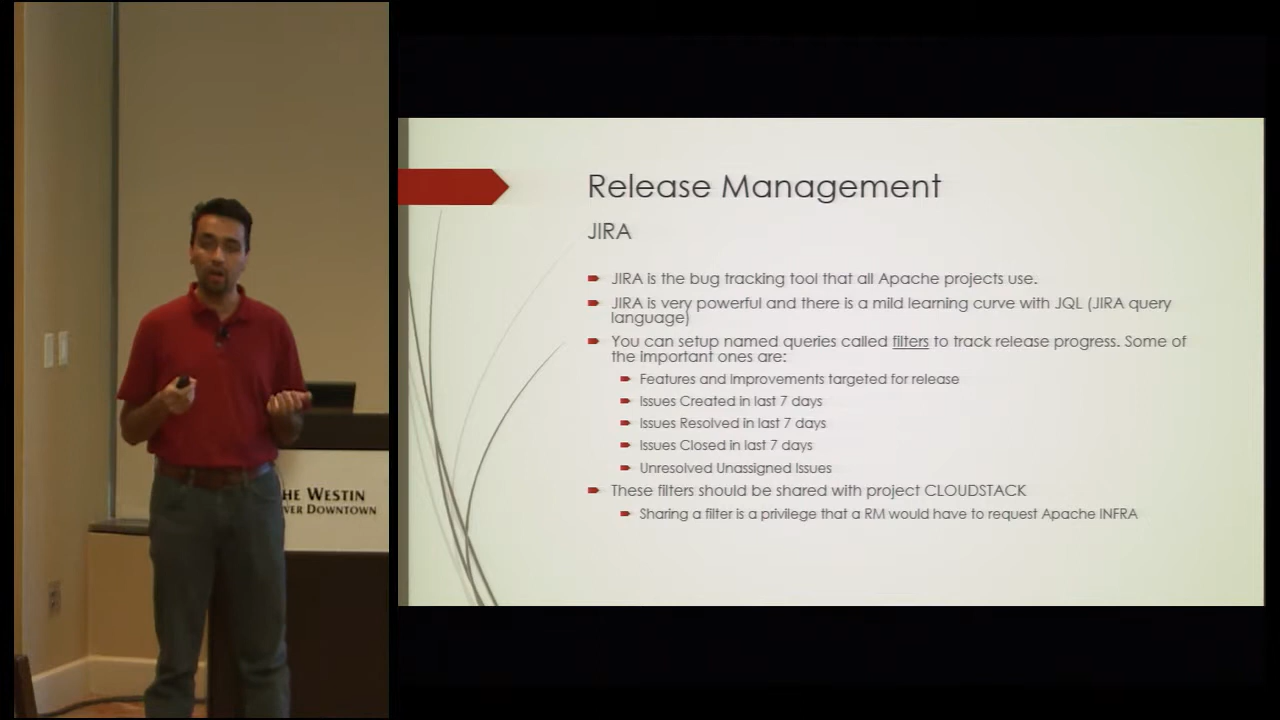 Release Management
JIRA
JIRA is the bug tracking tool that all Apache projects use.
JIRA is very powerful and there is a mild learning curve with JQL (JIRA query
language)
You can setup named queries called filters to track release progress. Some of
the important ones are:
Features and Improvements targeted for release
Issues Created in last 7 days
Issues Resolved in last 7 days
Issues Closed in last 7 days
Unresolved Unassigned Issues
These filters should be shared with project CLOUDSTACK
Sharing a filter is a privilege that a RM would have to request Apache INFRA
HE WESTIN
VER DOWNTOWN